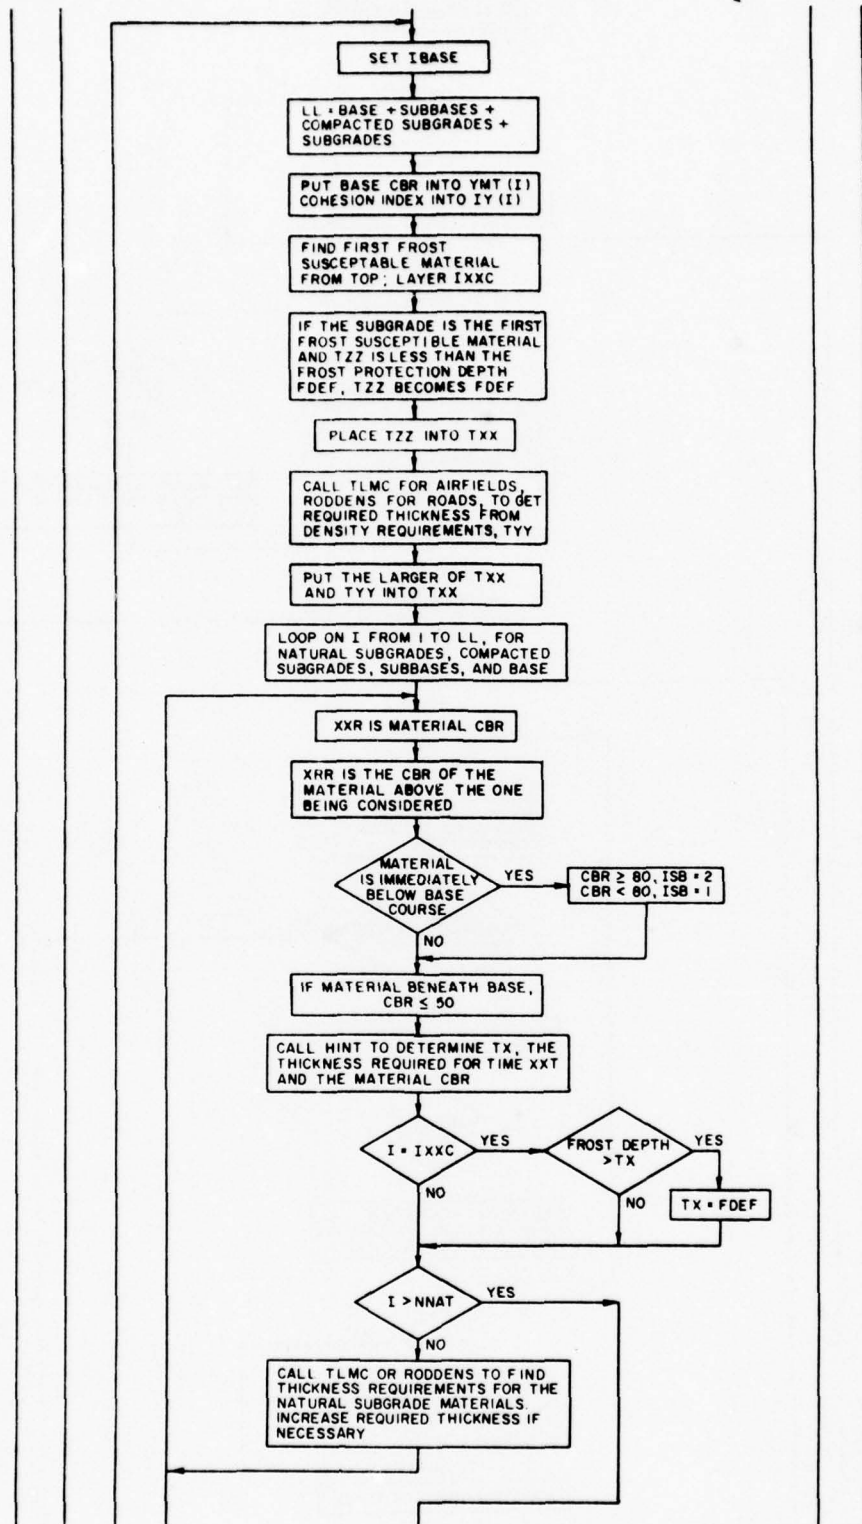 SET IBASE
LL = BASE + SUBBASES +
COMPACTED SUBGRADES +
SUBGRADES
PUT BASE CBR INTO YMT (I)
COHESION INDEX INTO IY (I)
FIND FIRST FROST
SUSCEPTABLE MATERIAL
FROM TOP; LAYER IXXC
IF THE SUBGRADE IS THE FIRST
FROST SUSCEPTIBLE MATERIAL
AND TZZ IS LESS THAN THE
FROST PROTECTION DEPTH
FDEF, TZZ BECOMES FDEF
PLACE TZZ INTO TXX
CALL TLMC FOR AIRFIELDS,
RODDENS FOR ROADS, TO GET
REQUIRED THICKNESS FROM
DENSITY REQUIREMENTS, TYY
PUT THE LARGER OF TXX
AND TYY INTO TXX
LOOP ON I FROM 1 TO LL, FOR
NATURAL SUBGRADES, COMPACTED
SUBGRADES, SUBBASES, AND BASE
XXR IS MATERIAL CBR
XRR IS THE CBR OF THE
MATERIAL ABOVE THE ONE
BEING CONSIDERED
MATERIAL
IS IMMEDIATELY
BELOW BASE
COURSE
YES
CBR ≥ 80, ISB = 2
CBR < 80, ISB = 1
NO
IF MATERIAL BENEATH BASE,
CBR ≤ 50
CALL HINT TO DETERMINE TX, THE
THICKNESS REQUIRED FOR TIME XXT
AND THE MATERIAL CBR
I = IXXC
YES
FROST DEPTH
>TX
YES
NO
NO
TX = FDEF
I > NNAT
YES
NO
CALL TLMC OR RODDENS TO FIND
THICKNESS REQUIREMENTS FOR THE
NATURAL SUBGRADE MATERIALS.
INCREASE REQUIRED THICKNESS IF
NECESSARY